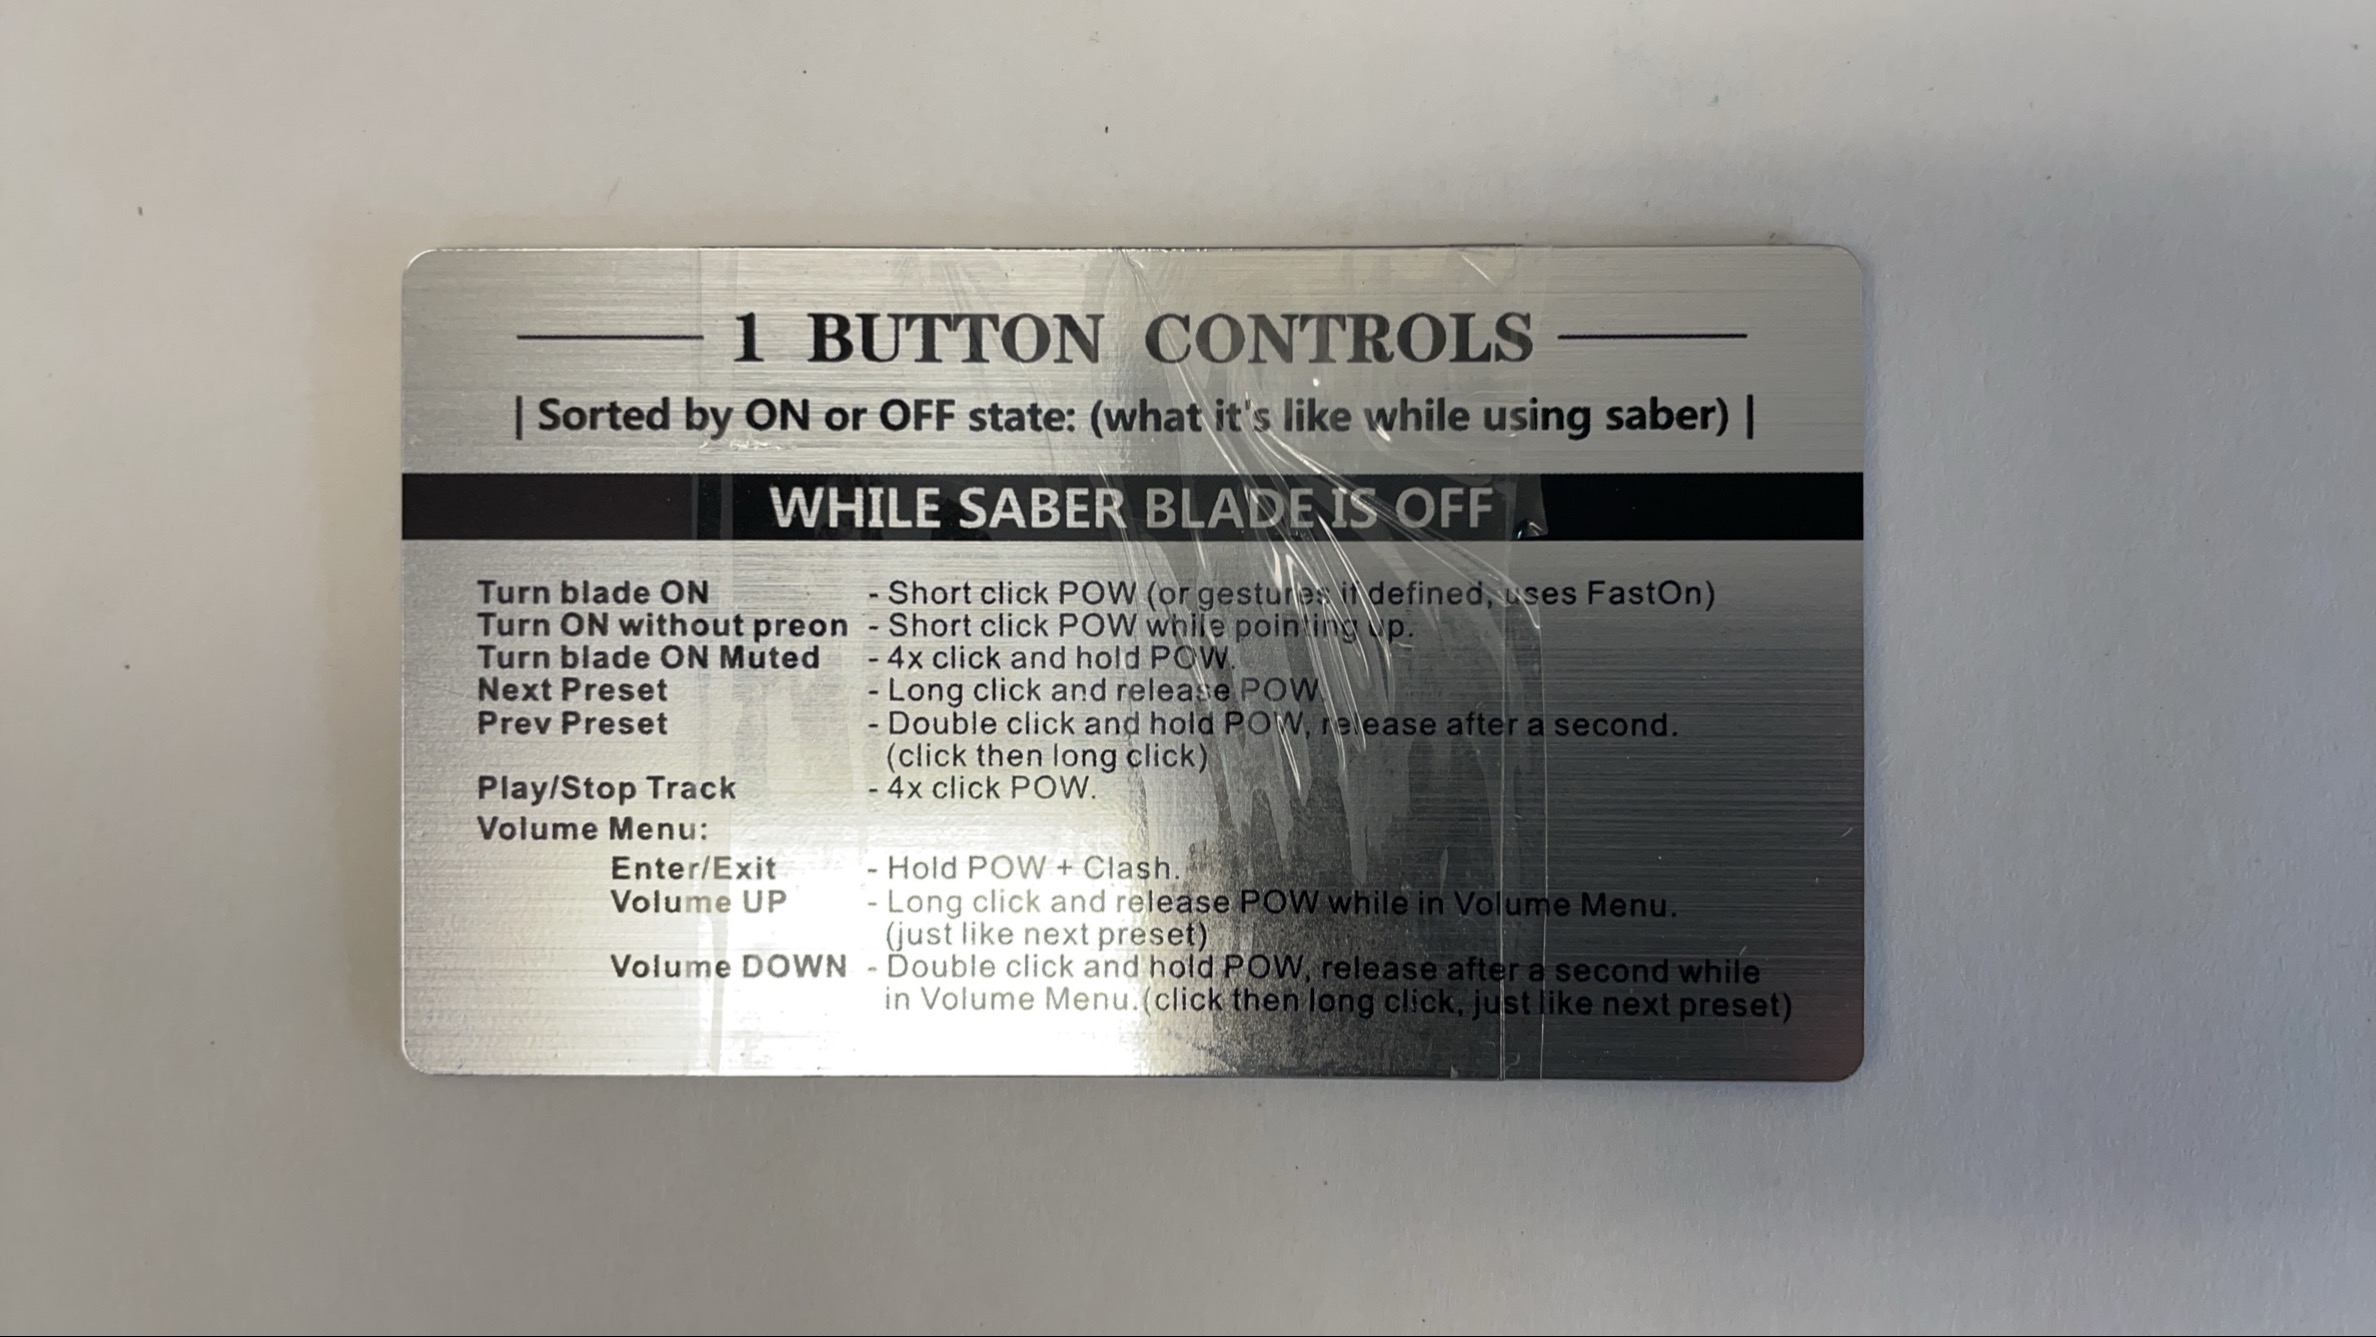 1 BUTTON CONTROLS
| Sorted by ON or OFF state: (what it's like while using saber) |
WHILE SABER BLADE IS OFF
Turn blade ON - Short click POW (or gestures if defined, uses FastOn)
Turn ON without preon - Short click POW while pointing up.
Turn blade ON Muted - 4x click and hold POW.
Next Preset - Long click and release POW.
Prev Preset - Double click and hold POW, release after a second.
(click then long click)
Play/Stop Track - 4x click POW.
Volume Menu:
Enter/Exit - Hold POW + Clash.
Volume UP - Long click and release POW while in Volume Menu.
(just like next preset)
Volume DOWN - Double click and hold POW, release after a second while
in Volume Menu.(click then long click, just like next preset)